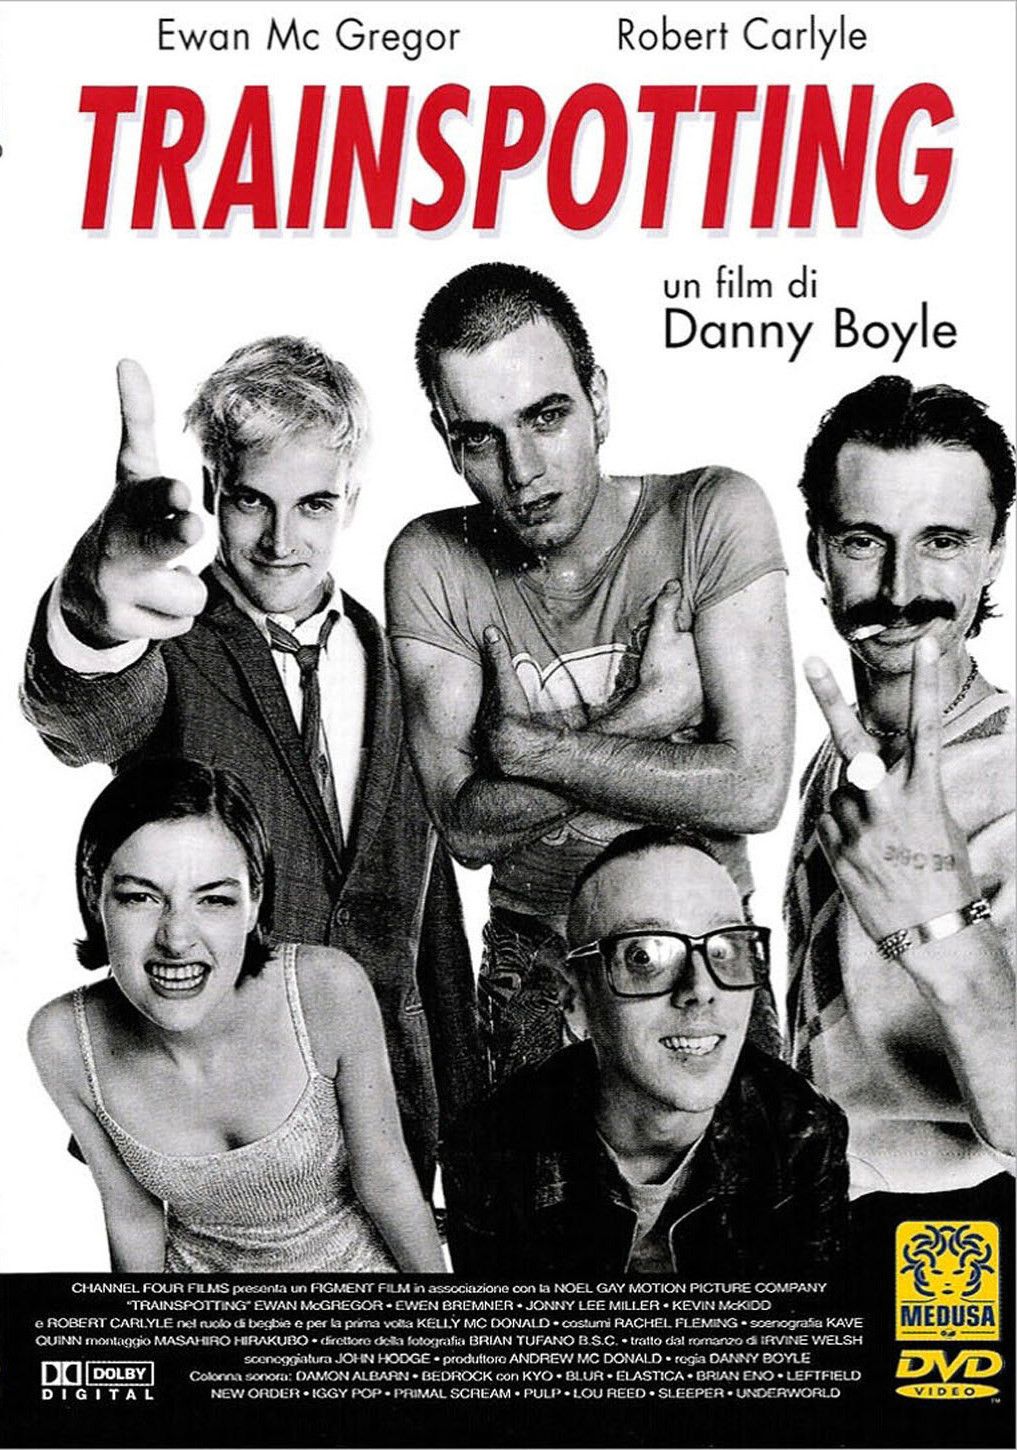 Ewan Mc Gregor
Robert Carlyle
TRAINSPOTTING
un film di
Danny Boyle
CHANNEL FOUR FILMS presenta un FIGMENT FILM in associazione con la NOEL GAY MOTION PICTURE COMPANY
"TRAINSPOTTING" EWAN McGREGOR • EWEN BREMNER • JONNY LEE MILLER • KEVIN McKIDD
e ROBERT CARLYLE nel ruolo di begbie e per la prima volta KELLY MC DONALD • costumi RACHEL FLEMING • scenografia KAVE
QUINN montaggio MASAHIRO HIRAKUBO • direttore della fotografia BRIAN TUFANO B.S.C. • tratto dal romanzo di IRVINE WELSH
sceneggiatura JOHN HODGE • produttore ANDREW MC DONALD • regia DANNY BOYLE
Colonna sonora: DAMON ALBARN • BEDROCK con KYO • BLUR • ELASTICA • BRIAN ENO • LEFTFIELD
NEW ORDER • IGGY POP • PRIMAL SCREAM • PULP • LOU REED • SLEEPER • UNDERWORLD
DOLBY
DIGITAL
MEDUSA
DVD
VIDEO
TM